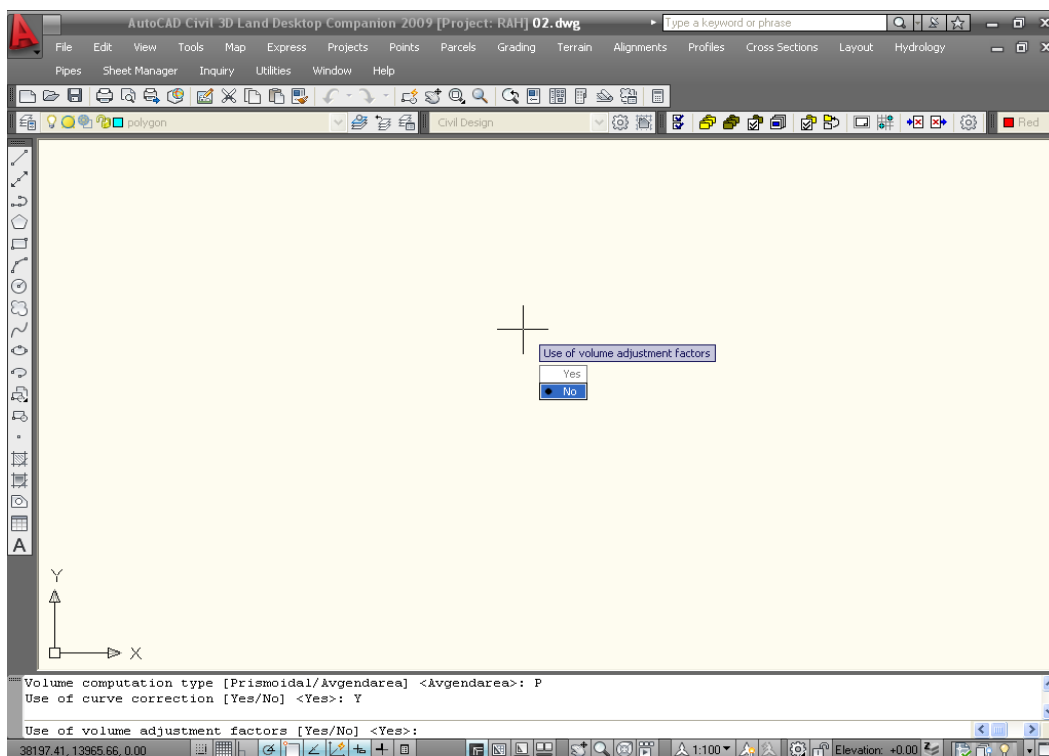 AutoCAD Civil 3D Land Desktop Companion 2009 [Project: RAH] 02.dwg
Type a keyword or phrase
File Edit View Tools Map Express Projects Points Parcels Grading Terrain Alignments Profiles Cross Sections Layout Hydrology
Pipes Sheet Manager Inquiry Utilities Window Help
polygon Civil Design Red
Use of volume adjustment factors
Yes
No
A
Y
X
Volume computation type [Prismoidal/Avgendarea] <Avgendarea>: P
Use of curve correction [Yes/No] <Yes>: Y
Use of volume adjustment factors [Yes/No] <Yes>:
38197.41, 13965.66, 0.00 1:100 Elevation: +0.00